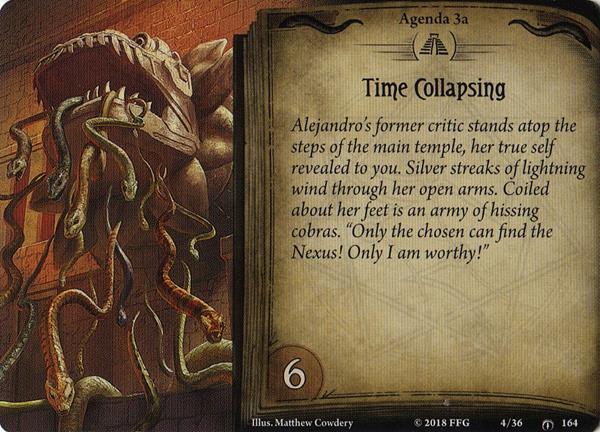 Agenda 3a
Time Collapsing
Alejandro's former critic stands atop the
steps of the main temple, her true self
revealed to you. Silver streaks of lightning
wind through her open arms. Coiled
about her feet is an army of hissing
cobras. “Only the chosen can find the
Nexus! Only I am worthy!”
6
Illus. Matthew Cowdery © 2018 FFG 4/36 164